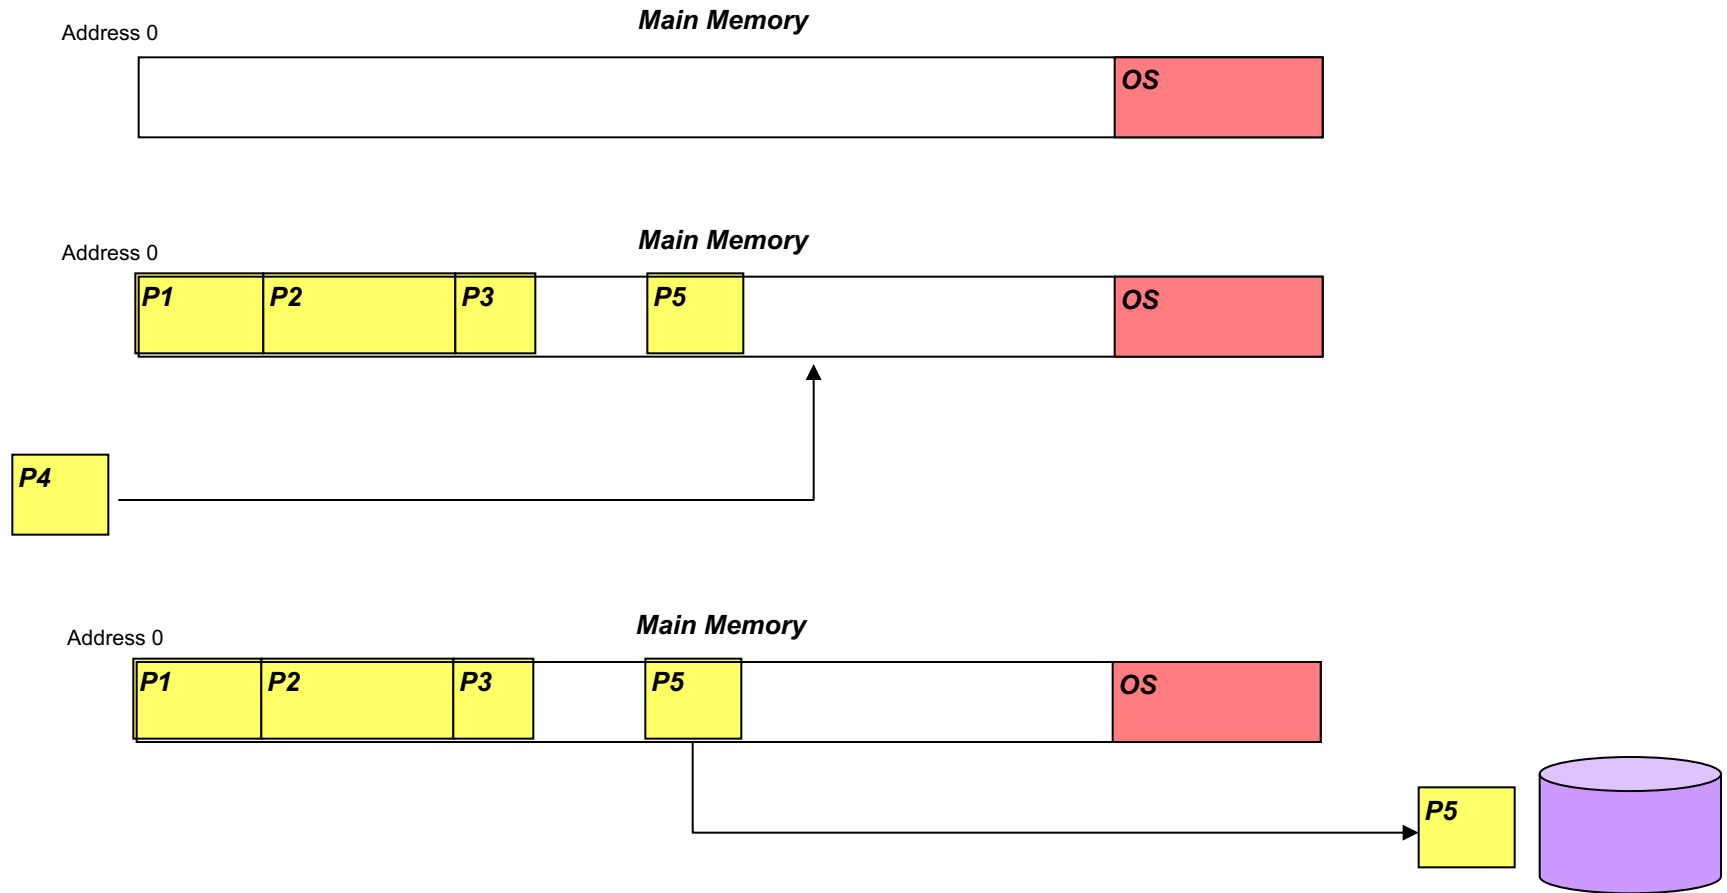 Main Memory
Address 0
OS
Main Memory
Address 0
P1 P2 P3 P5 OS
P4
Main Memory
Address 0
P1 P2 P3 P5 OS
P5